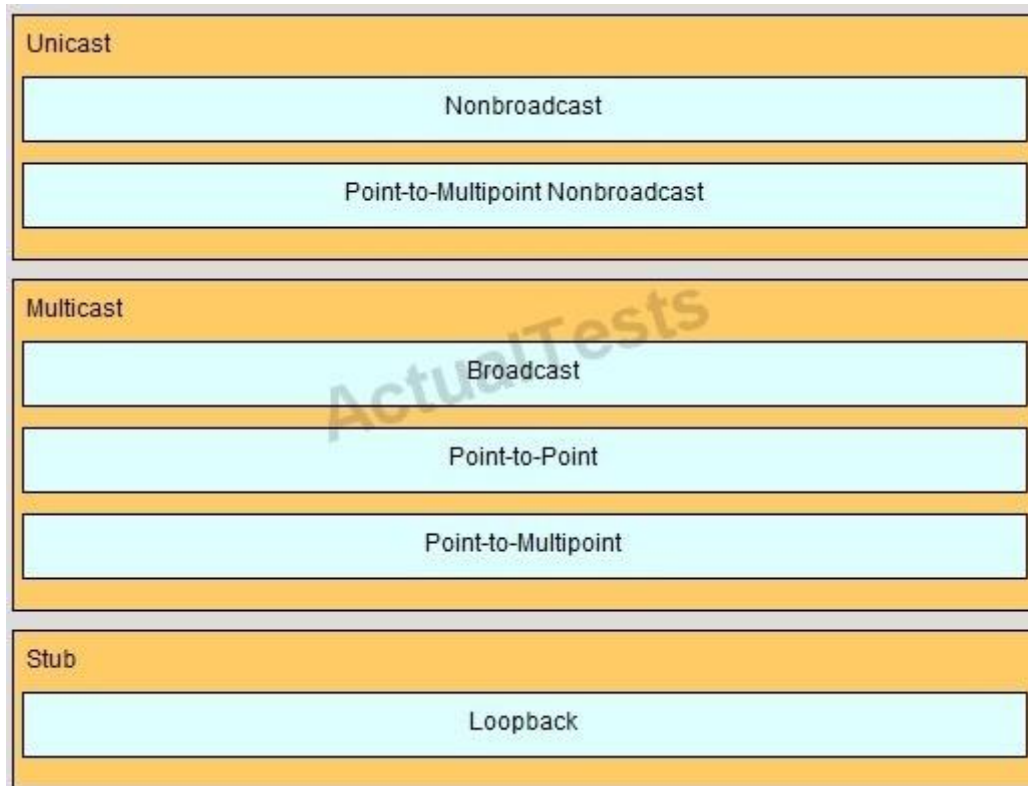 Unicast
Nonbroadcast
Point-to-Multipoint Nonbroadcast
Multicast
ActualTests
Broadcast
Point-to-Point
Point-to-Multipoint
Stub
Loopback